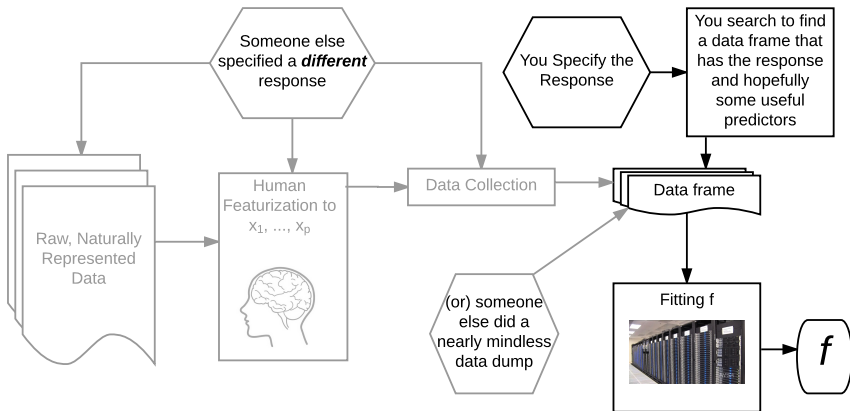 Someone else
specified a different
response
You Specify the
Response
You search to find
a data frame that
has the response
and hopefully
some useful
predictors
Raw, Naturally
Represented
Data
Human
Featurization to
x₁, ..., xₚ
Data Collection
Data frame
(or) someone
else did a
nearly mindless
data dump
Fitting f
f